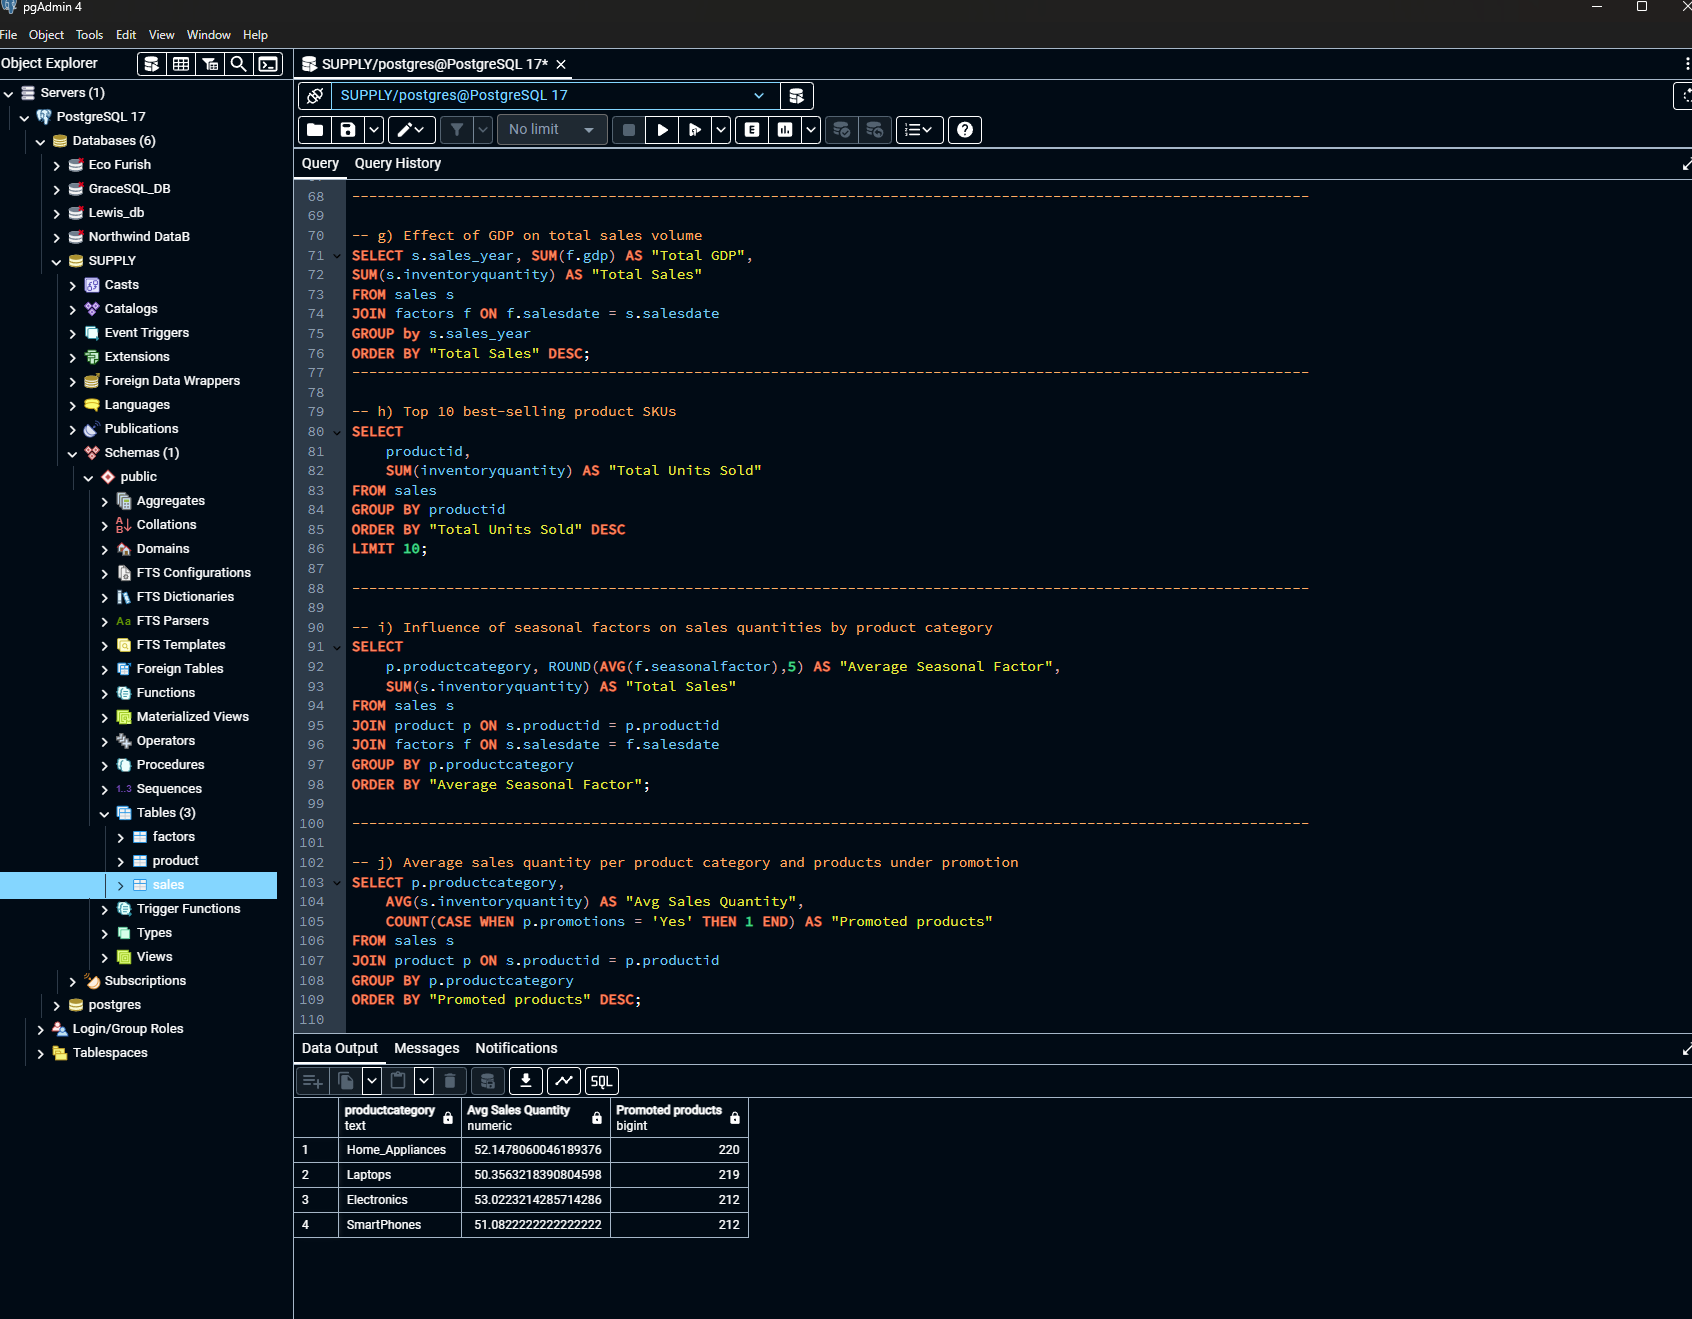 pgAdmin 4
File Object Tools Edit View Window Help
Object Explorer
Servers (1)
PostgreSQL 17
Databases (6)
Eco Furish
GraceSQL_DB
Lewis_db
Northwind DataB
SUPPLY
Casts
Catalogs
Event Triggers
Extensions
Foreign Data Wrappers
Languages
Publications
Schemas (1)
public
Aggregates
Collations
Domains
FTS Configurations
FTS Dictionaries
Aa FTS Parsers
FTS Templates
Foreign Tables
Functions
Materialized Views
Operators
Procedures
1..3 Sequences
Tables (3)
factors
product
sales
Trigger Functions
Types
Views
Subscriptions
postgres
Login/Group Roles
Tablespaces
SUPPLY/postgres@PostgreSQL 17*
SUPPLY/postgres@PostgreSQL 17
No limit E
Query Query History
68 -----------------------------------------------------------------------------------------------------------------
69
70 -- g) Effect of GDP on total sales volume
71 SELECT s.sales_year, SUM(f.gdp) AS "Total GDP",
72 SUM(s.inventoryquantity) AS "Total Sales"
73 FROM sales s
74 JOIN factors f ON f.salesdate = s.salesdate
75 GROUP by s.sales_year
76 ORDER BY "Total Sales" DESC;
77 -----------------------------------------------------------------------------------------------------------------
78
79 -- h) Top 10 best-selling product SKUs
80 SELECT
81 productid,
82 SUM(inventoryquantity) AS "Total Units Sold"
83 FROM sales
84 GROUP BY productid
85 ORDER BY "Total Units Sold" DESC
86 LIMIT 10;
87
88 -----------------------------------------------------------------------------------------------------------------
89
90 -- i) Influence of seasonal factors on sales quantities by product category
91 SELECT
92 p.productcategory, ROUND(AVG(f.seasonalfactor),5) AS "Average Seasonal Factor",
93 SUM(s.inventoryquantity) AS "Total Sales"
94 FROM sales s
95 JOIN product p ON s.productid = p.productid
96 JOIN factors f ON s.salesdate = f.salesdate
97 GROUP BY p.productcategory
98 ORDER BY "Average Seasonal Factor";
99
100 -----------------------------------------------------------------------------------------------------------------
101
102 -- j) Average sales quantity per product category and products under promotion
103 SELECT p.productcategory,
104 AVG(s.inventoryquantity) AS "Avg Sales Quantity",
105 COUNT(CASE WHEN p.promotions = 'Yes' THEN 1 END) AS "Promoted products"
106 FROM sales s
107 JOIN product p ON s.productid = p.productid
108 GROUP BY p.productcategory
109 ORDER BY "Promoted products" DESC;
110
Data Output Messages Notifications
SQL
productcategory Avg Sales Quantity Promoted products
text numeric bigint
1 Home_Appliances 52.1478060046189376 220
2 Laptops 50.3563218390804598 219
3 Electronics 53.0223214285714286 212
4 SmartPhones 51.0822222222222222 212